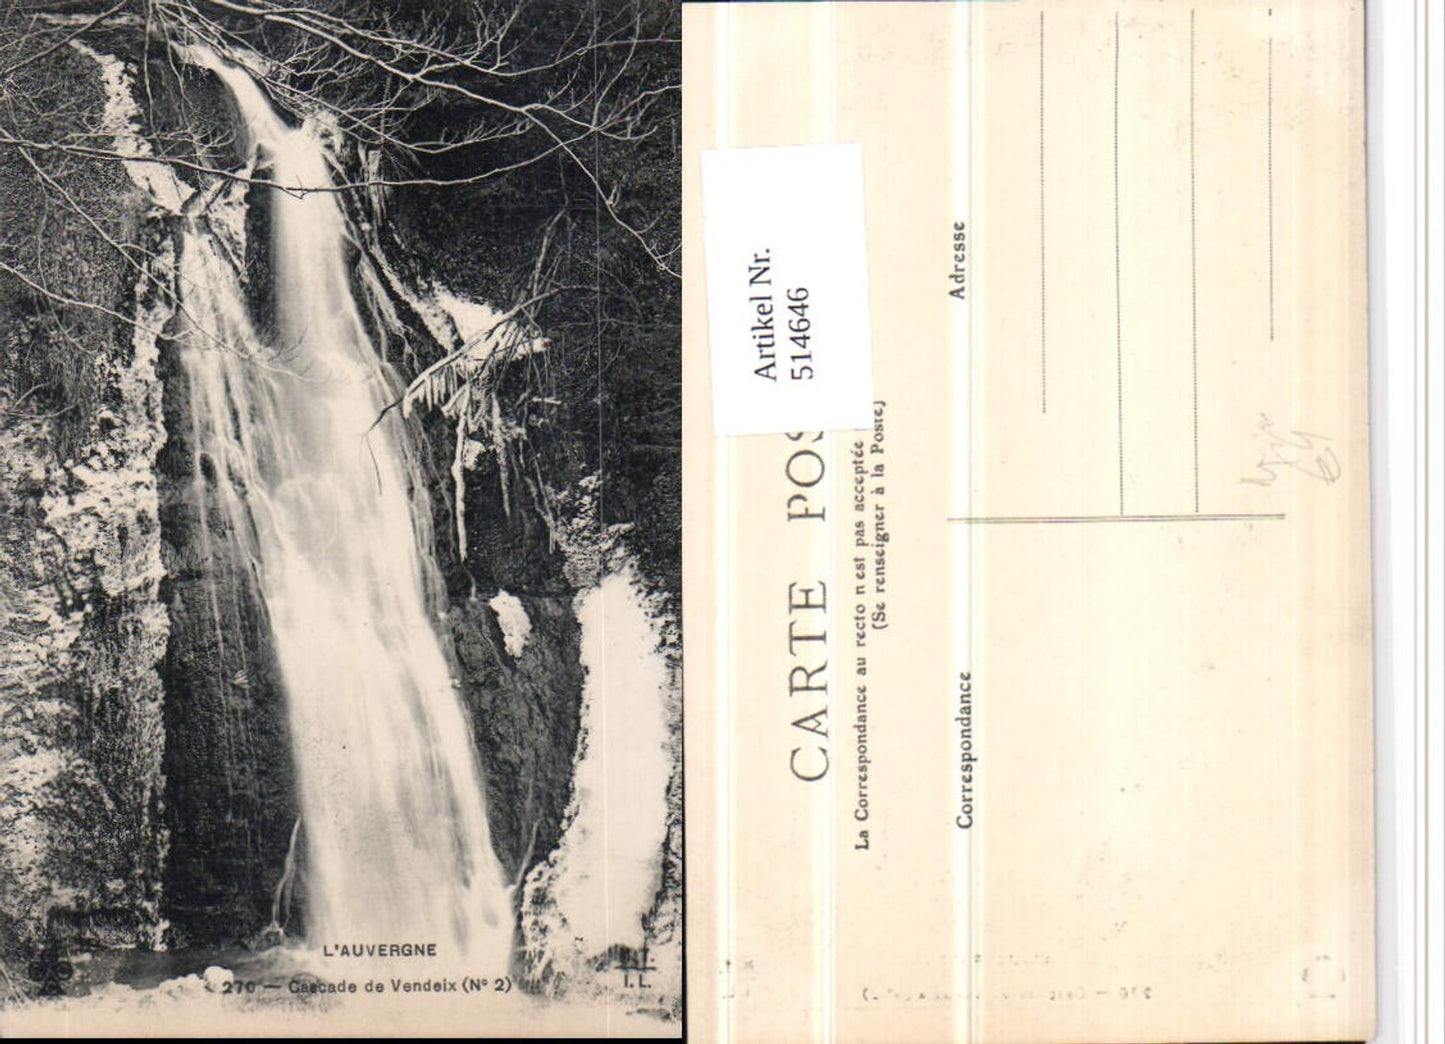 L'AUVERGNE
270 — Cascade de Vendeix (Nº 2)
I. L.
Artikel Nr.
514646
CARTE POS
La Correspondance au recto n'est pas acceptée
(Se renseigner à la Poste)
Correspondance
Adresse